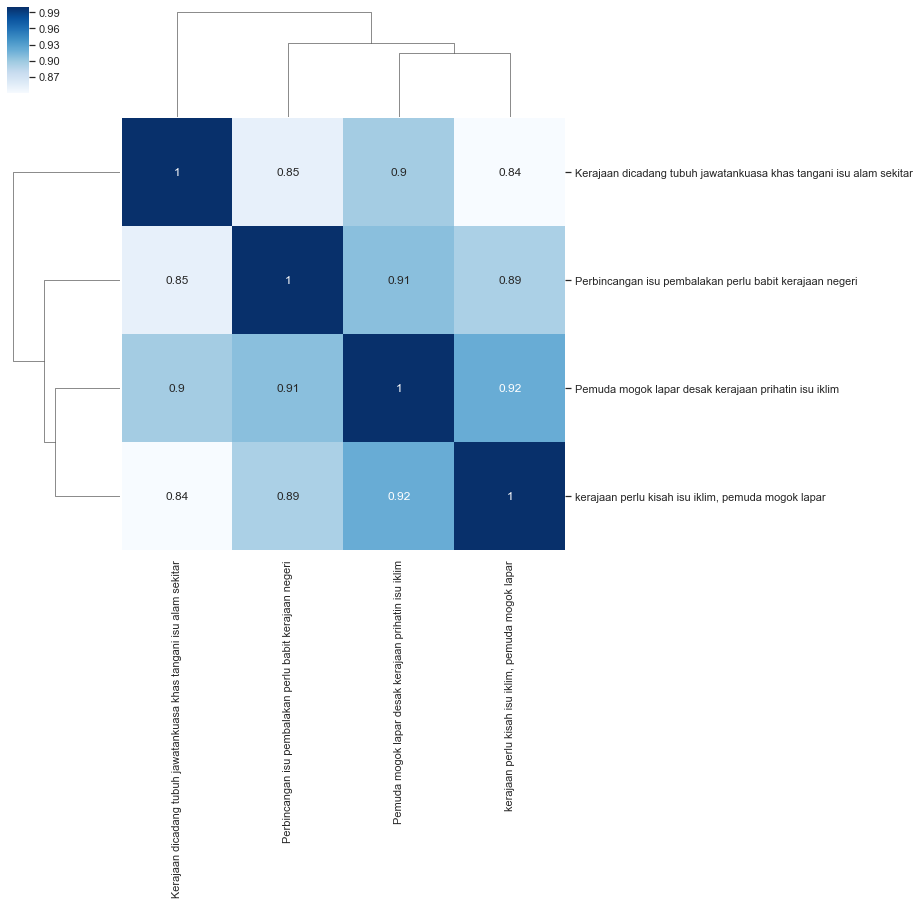 0.99
0.96
0.93
0.90
0.87
1 0.85 0.9 0.84 Kerajaan dicadang tubuh jawatankuasa khas tangani isu alam sekitar
0.85 1 0.91 0.89 Perbincangan isu pembalakan perlu babit kerajaan negeri
0.9 0.91 1 0.92 Pemuda mogok lapar desak kerajaan prihatin isu iklim
0.84 0.89 0.92 1 kerajaan perlu kisah isu iklim, pemuda mogok lapar
Kerajaan dicadang tubuh jawatankuasa khas tangani isu alam sekitar
Perbincangan isu pembalakan perlu babit kerajaan negeri
Pemuda mogok lapar desak kerajaan prihatin isu iklim
kerajaan perlu kisah isu iklim, pemuda mogok lapar